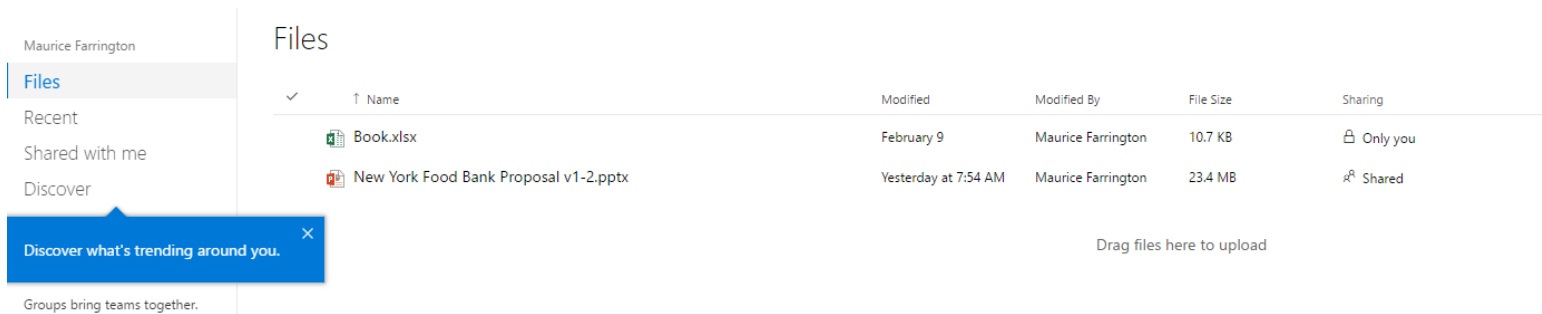 Maurice Farrington
Files
Recent
Shared with me
Discover
Discover what's trending around you.
Groups bring teams together.
Files
↑ Name Modified Modified By File Size Sharing
Book.xlsx February 9 Maurice Farrington 10.7 KB Only you
New York Food Bank Proposal v1-2.pptx Yesterday at 7:54 AM Maurice Farrington 23.4 MB Shared
Drag files here to upload